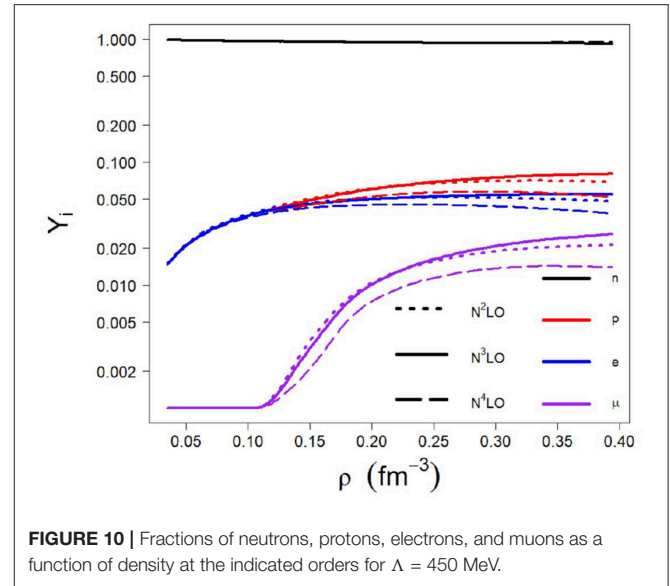 1.000
0.500
0.200
0.100
0.050
0.020
0.010
0.005
0.002
Yi
N²LO
N³LO
N⁴LO
n
p
e
μ
0.05 0.10 0.15 0.20 0.25 0.30 0.35 0.40
ρ (fm⁻³)
FIGURE 10 | Fractions of neutrons, protons, electrons, and muons as a
function of density at the indicated orders for Λ = 450 MeV.